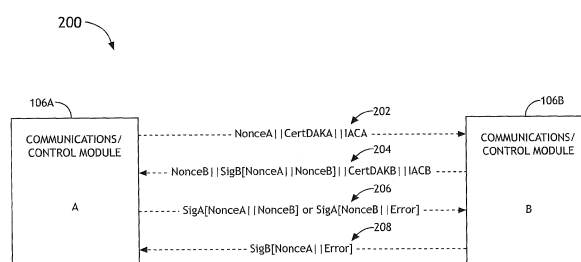 200
106A
106B
COMMUNICATIONS/
CONTROL MODULE
A
202
NonceA||CertDAKA||IACA
204
NonceB||SigB[NonceA||NonceB]||CertDAKB||IACB
206
SigA[NonceA||NonceB] or SigA[NonceB||Error]
208
SigB[NonceA||Error]
COMMUNICATIONS/
CONTROL MODULE
B